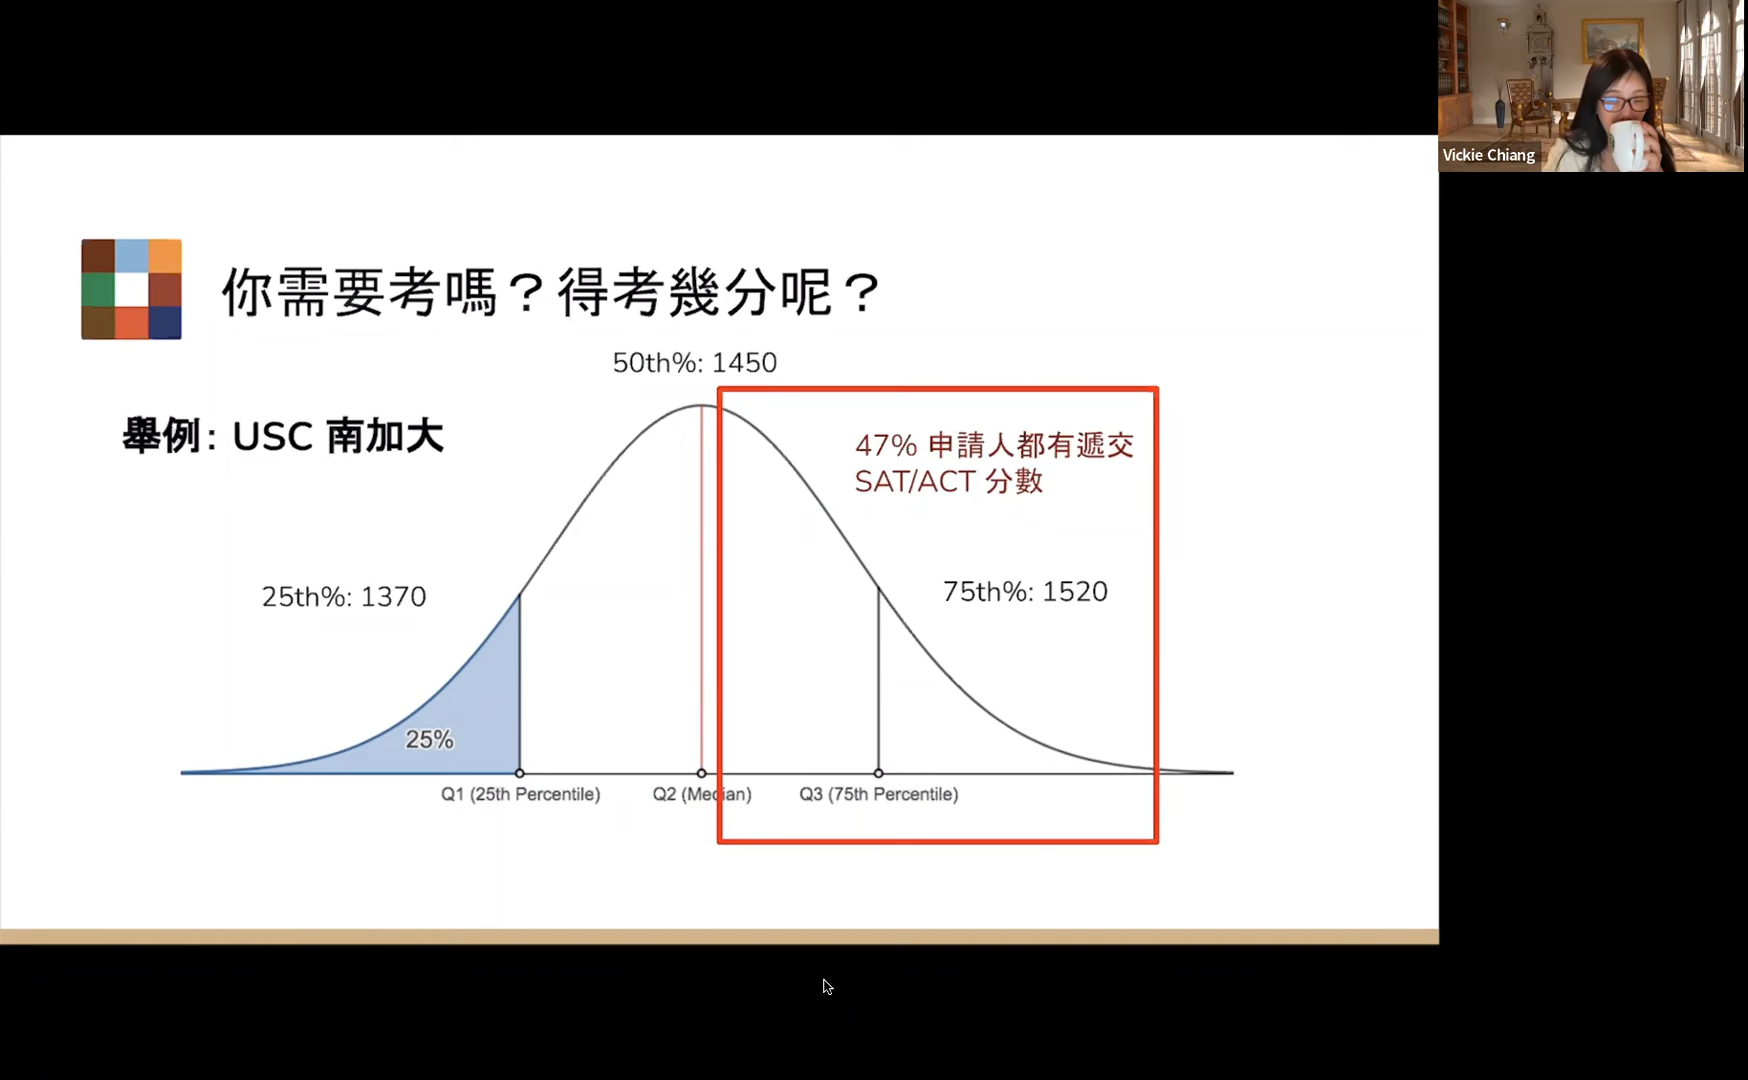 Vickie Chiang
你需要考嗎？得考幾分呢？
50th%: 1450
舉例: USC 南加大
47% 申請人都有遞交
SAT/ACT 分數
25th%: 1370
75th%: 1520
25%
Q1 (25th Percentile)
Q2 (Median)
Q3 (75th Percentile)